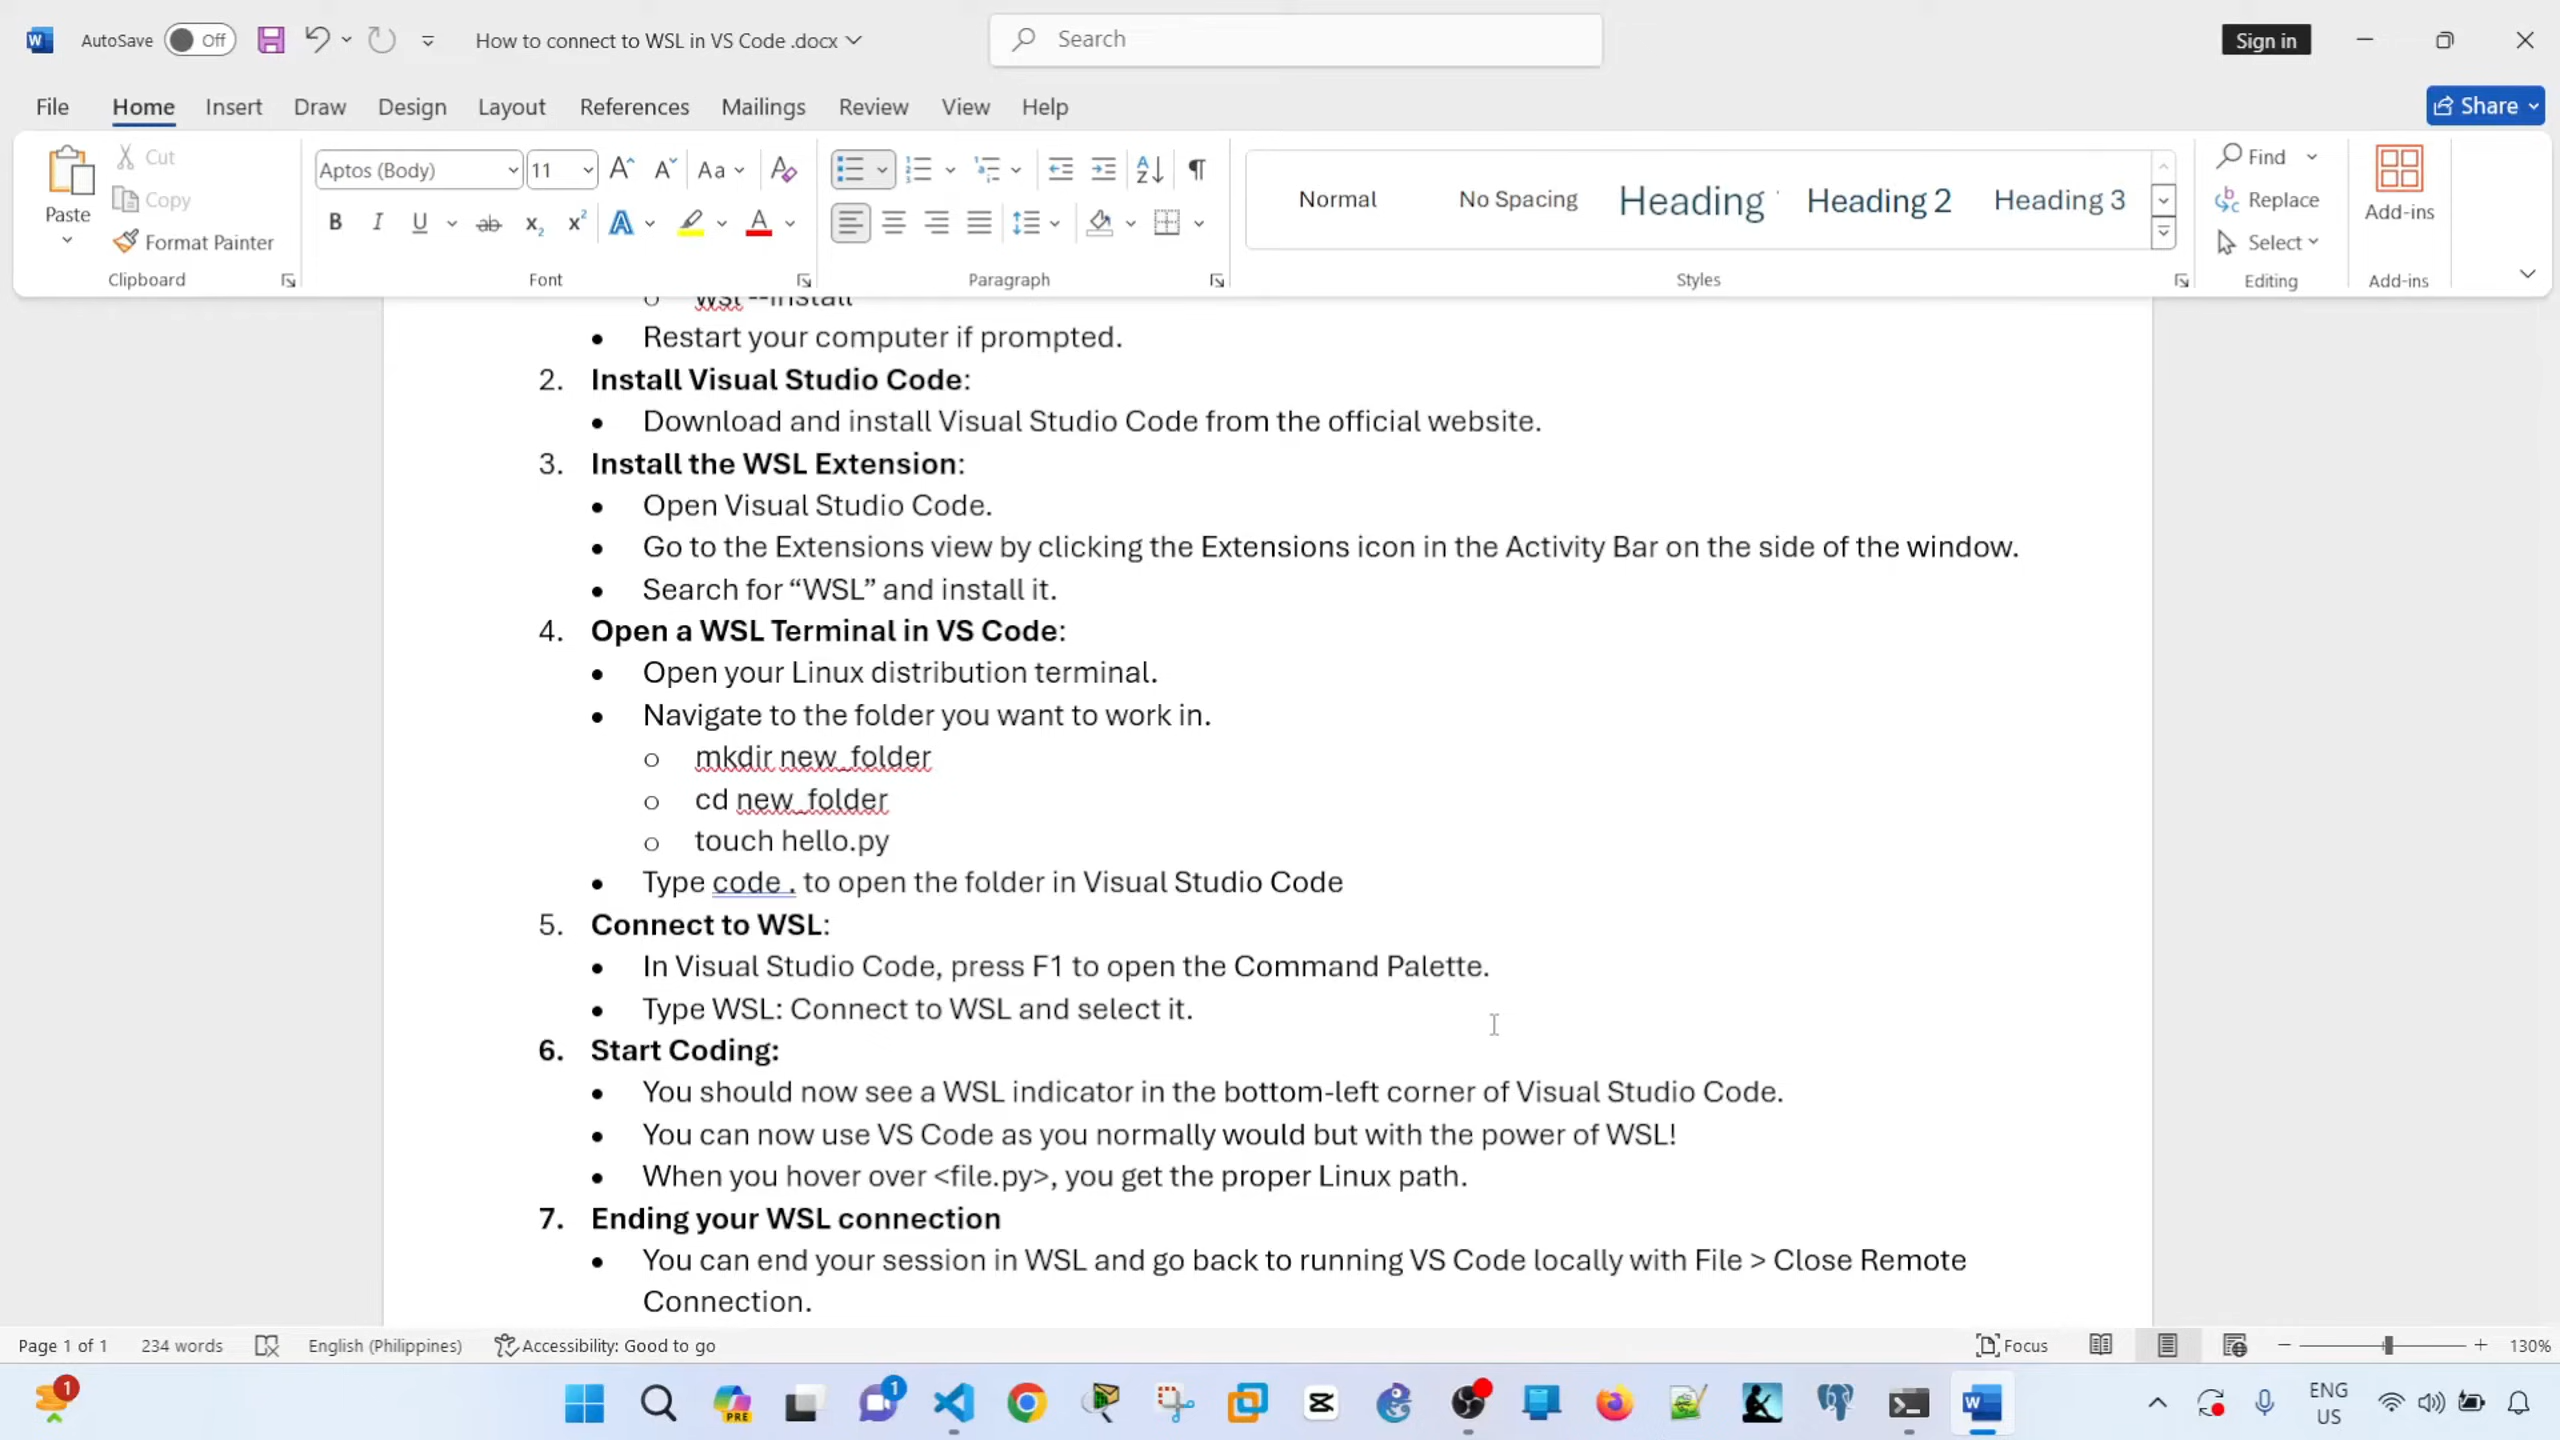 AutoSave Off How to connect to WSL in VS Code .docx Search Sign in
File Home Insert Draw Design Layout References Mailings Review View Help Share
Paste Cut Copy Format Painter Clipboard
Aptos (Body) 11 Aa Font
Paragraph
Normal No Spacing Heading Heading 2 Heading 3 Styles
Find Replace Select Editing
Add-ins Add-ins
o wsl --install
• Restart your computer if prompted.
2. Install Visual Studio Code:
• Download and install Visual Studio Code from the official website.
3. Install the WSL Extension:
• Open Visual Studio Code.
• Go to the Extensions view by clicking the Extensions icon in the Activity Bar on the side of the window.
• Search for “WSL” and install it.
4. Open a WSL Terminal in VS Code:
• Open your Linux distribution terminal.
• Navigate to the folder you want to work in.
o mkdir new_folder
o cd new_folder
o touch hello.py
• Type code . to open the folder in Visual Studio Code
5. Connect to WSL:
• In Visual Studio Code, press F1 to open the Command Palette.
• Type WSL: Connect to WSL and select it.
6. Start Coding:
• You should now see a WSL indicator in the bottom-left corner of Visual Studio Code.
• You can now use VS Code as you normally would but with the power of WSL!
• When you hover over <file.py>, you get the proper Linux path.
7. Ending your WSL connection
• You can end your session in WSL and go back to running VS Code locally with File > Close Remote
Connection.
Page 1 of 1 234 words English (Philippines) Accessibility: Good to go Focus 130%
1 PRE 1 ENG
US